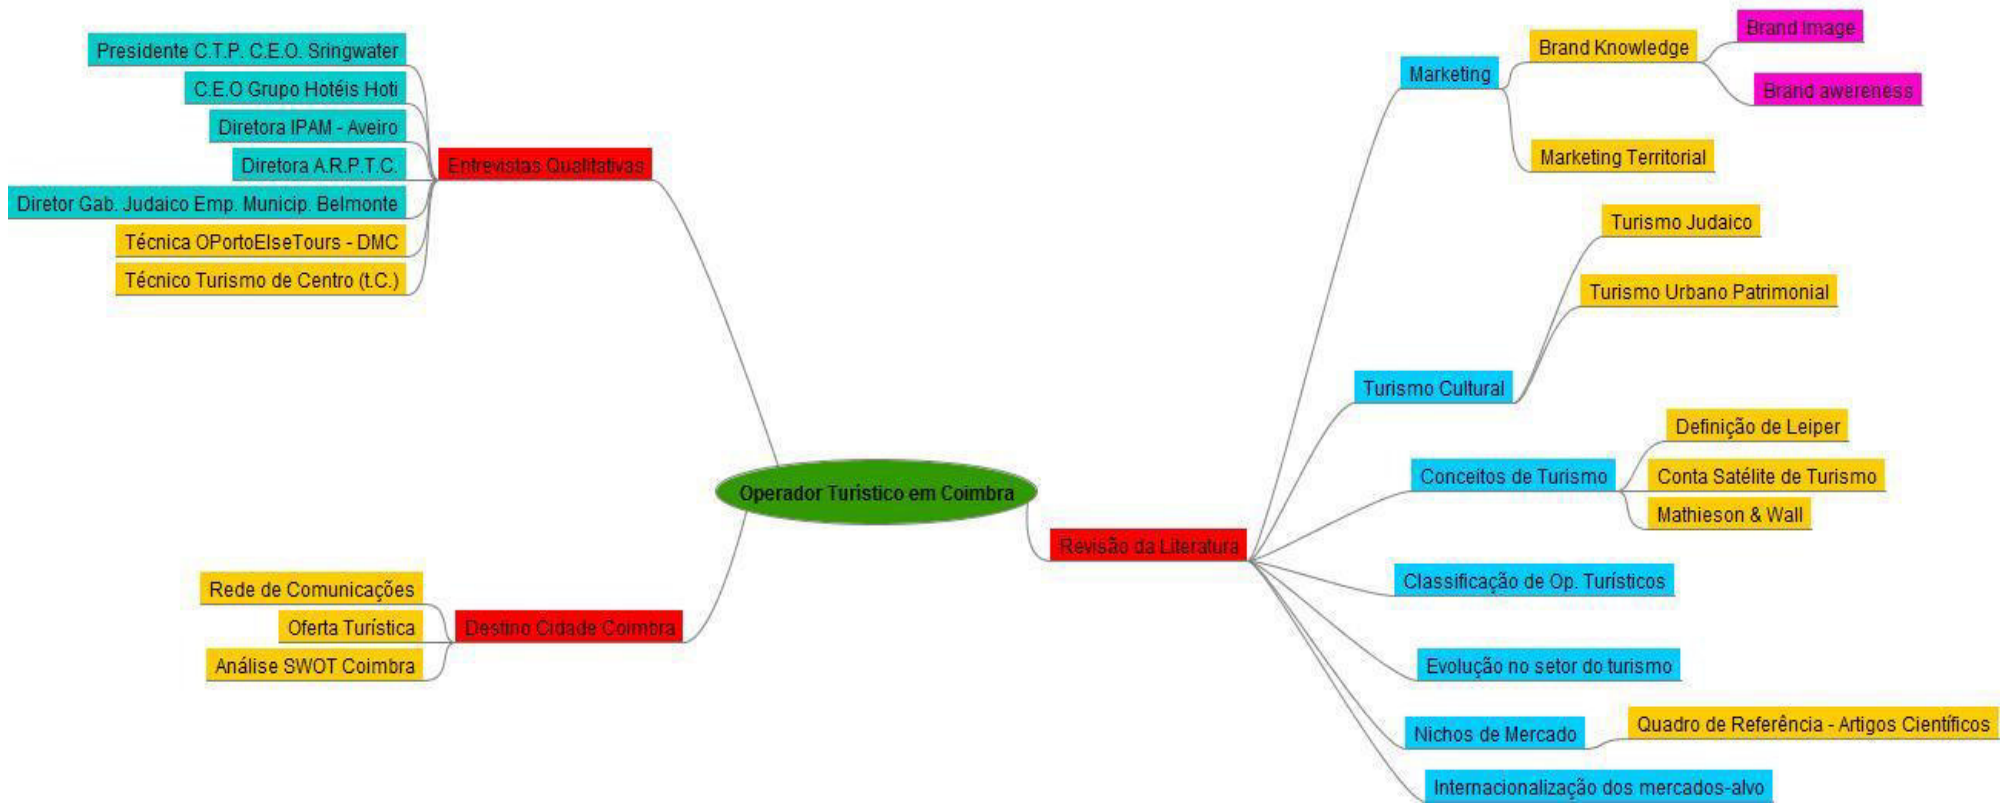 Presidente C.T.P. C.E.O. Sringwater
C.E.O Grupo Hotéis Hoti
Diretora IPAM - Aveiro
Diretora A.R.P.T.C.
Diretor Gab. Judaico Emp. Municip. Belmonte
Técnica OPortoElseTours - DMC
Técnico Turismo de Centro (t.C.)
Entrevistas Qualitativas
Operador Turístico em Coimbra
Rede de Comunicações
Oferta Turística
Análise SWOT Coimbra
Destino Cidade Coimbra
Revisão da Literatura
Marketing
Brand Knowledge
Brand Image
Brand awereness
Marketing Territorial
Turismo Cultural
Turismo Judaico
Turismo Urbano Patrimonial
Conceitos de Turismo
Definição de Leiper
Conta Satélite de Turismo
Mathieson & Wall
Classificação de Op. Turísticos
Evolução no setor do turismo
Nichos de Mercado
Quadro de Referência - Artigos Científicos
Internacionalização dos mercados-alvo